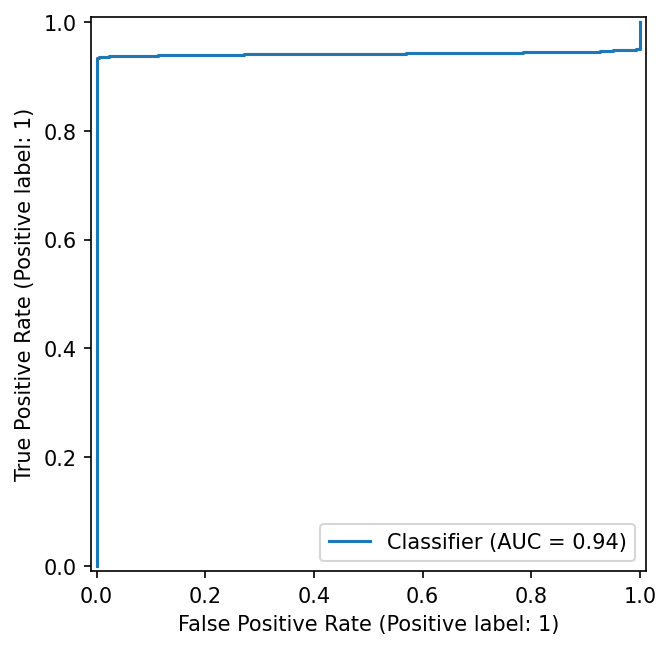 1.0
0.8
0.6
0.4
0.2
0.0
True Positive Rate (Positive label: 1)
Classifier (AUC = 0.94)
0.0 0.2 0.4 0.6 0.8 1.0
False Positive Rate (Positive label: 1)